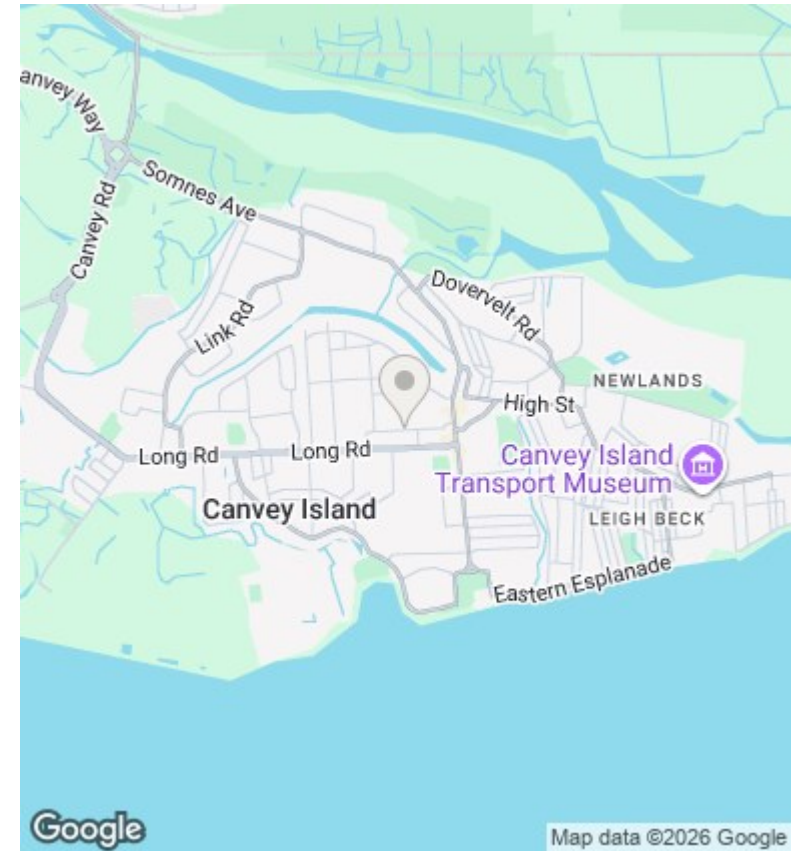 anvey Way
Somnes Ave
Canvey Rd
Dovervelt Rd
Link Rd
NEWLANDS
High St
Long Rd
Long Rd
Canvey Island
Transport Museum
Canvey Island
LEIGH BECK
Eastern Esplanade
Google
Map data ©2026 Google